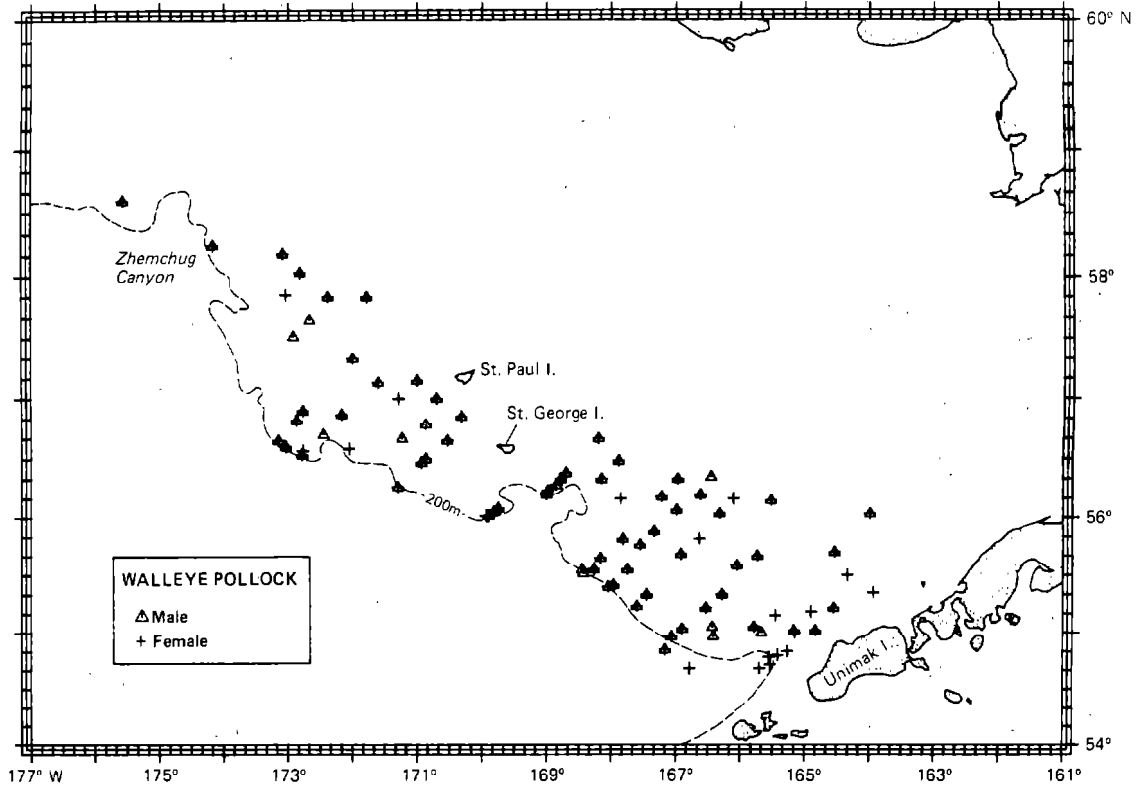 60° N
Zhemchug
Canyon
58°
St. Paul I.
St. George I.
200m
56°
WALLEYE POLLOCK
Male
+ Female
Unimak I.
54°
177° W 175° 173° 171° 169° 167° 165° 163° 161°